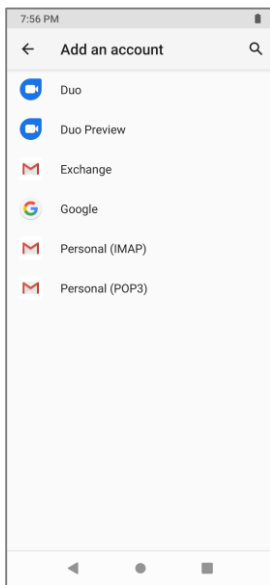 7:56 PM
Add an account
Duo
Duo Preview
Exchange
Google
Personal (IMAP)
Personal (POP3)